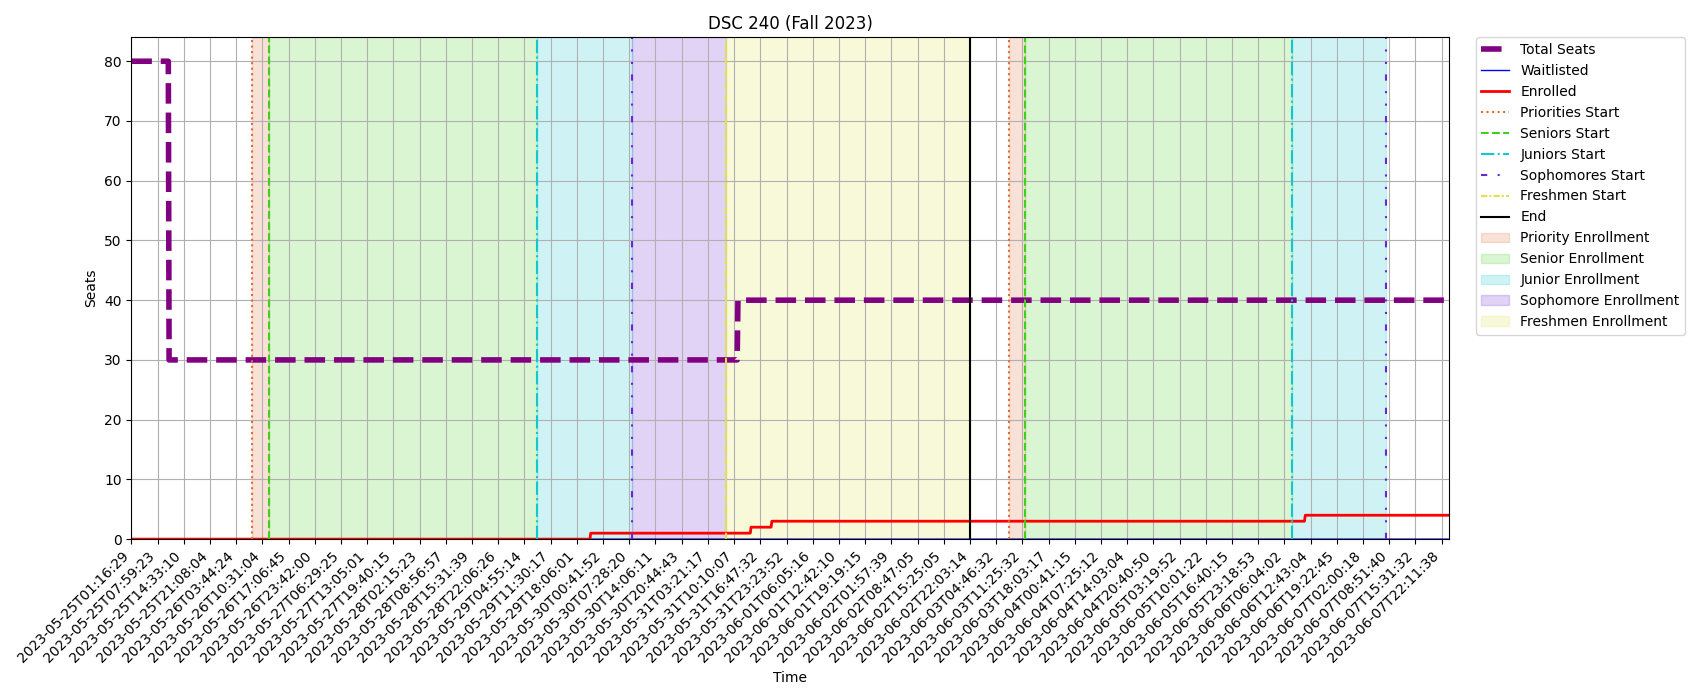 DSC 240 (Fall 2023)
80
70
60
50
40
30
20
10
0
Seats
2023-05-25T01:16:29
2023-05-25T07:59:23
2023-05-25T14:33:10
2023-05-25T21:08:04
2023-05-26T03:44:24
2023-05-26T10:31:04
2023-05-26T17:06:45
2023-05-26T23:42:00
2023-05-27T06:29:25
2023-05-27T13:05:01
2023-05-27T19:40:15
2023-05-28T02:15:23
2023-05-28T08:56:57
2023-05-28T15:31:39
2023-05-28T22:06:26
2023-05-29T04:55:14
2023-05-29T11:30:17
2023-05-29T18:06:01
2023-05-30T00:41:52
2023-05-30T07:28:20
2023-05-30T14:06:11
2023-05-30T20:44:43
2023-05-31T03:21:17
2023-05-31T10:10:07
2023-05-31T16:47:32
2023-05-31T23:23:52
2023-06-01T06:05:16
2023-06-01T12:42:10
2023-06-01T19:19:15
2023-06-02T01:57:39
2023-06-02T08:47:05
2023-06-02T15:25:05
2023-06-02T22:03:14
2023-06-03T04:46:32
2023-06-03T11:25:32
2023-06-03T18:03:17
2023-06-04T00:41:15
2023-06-04T07:25:12
2023-06-04T14:03:04
2023-06-04T20:40:50
2023-06-05T03:19:52
2023-06-05T10:01:22
2023-06-05T16:40:15
2023-06-05T23:18:53
2023-06-06T06:04:02
2023-06-06T12:43:04
2023-06-06T19:22:45
2023-06-07T02:00:18
2023-06-07T08:51:40
2023-06-07T15:31:32
2023-06-07T22:11:38
Time
Total Seats
Waitlisted
Enrolled
Priorities Start
Seniors Start
Juniors Start
Sophomores Start
Freshmen Start
End
Priority Enrollment
Senior Enrollment
Junior Enrollment
Sophomore Enrollment
Freshmen Enrollment